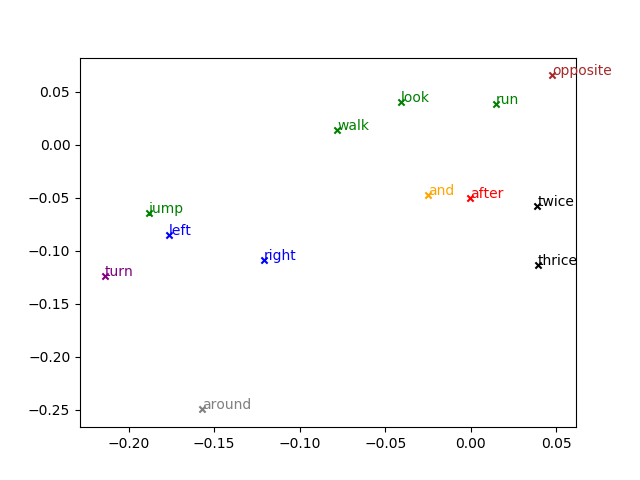 opposite
0.05
look
run
walk
0.00
and
after
−0.05
twice
jump
left
−0.10
right
thrice
turn
−0.15
−0.20
around
−0.25
−0.20 −0.15 −0.10 −0.05 0.00 0.05